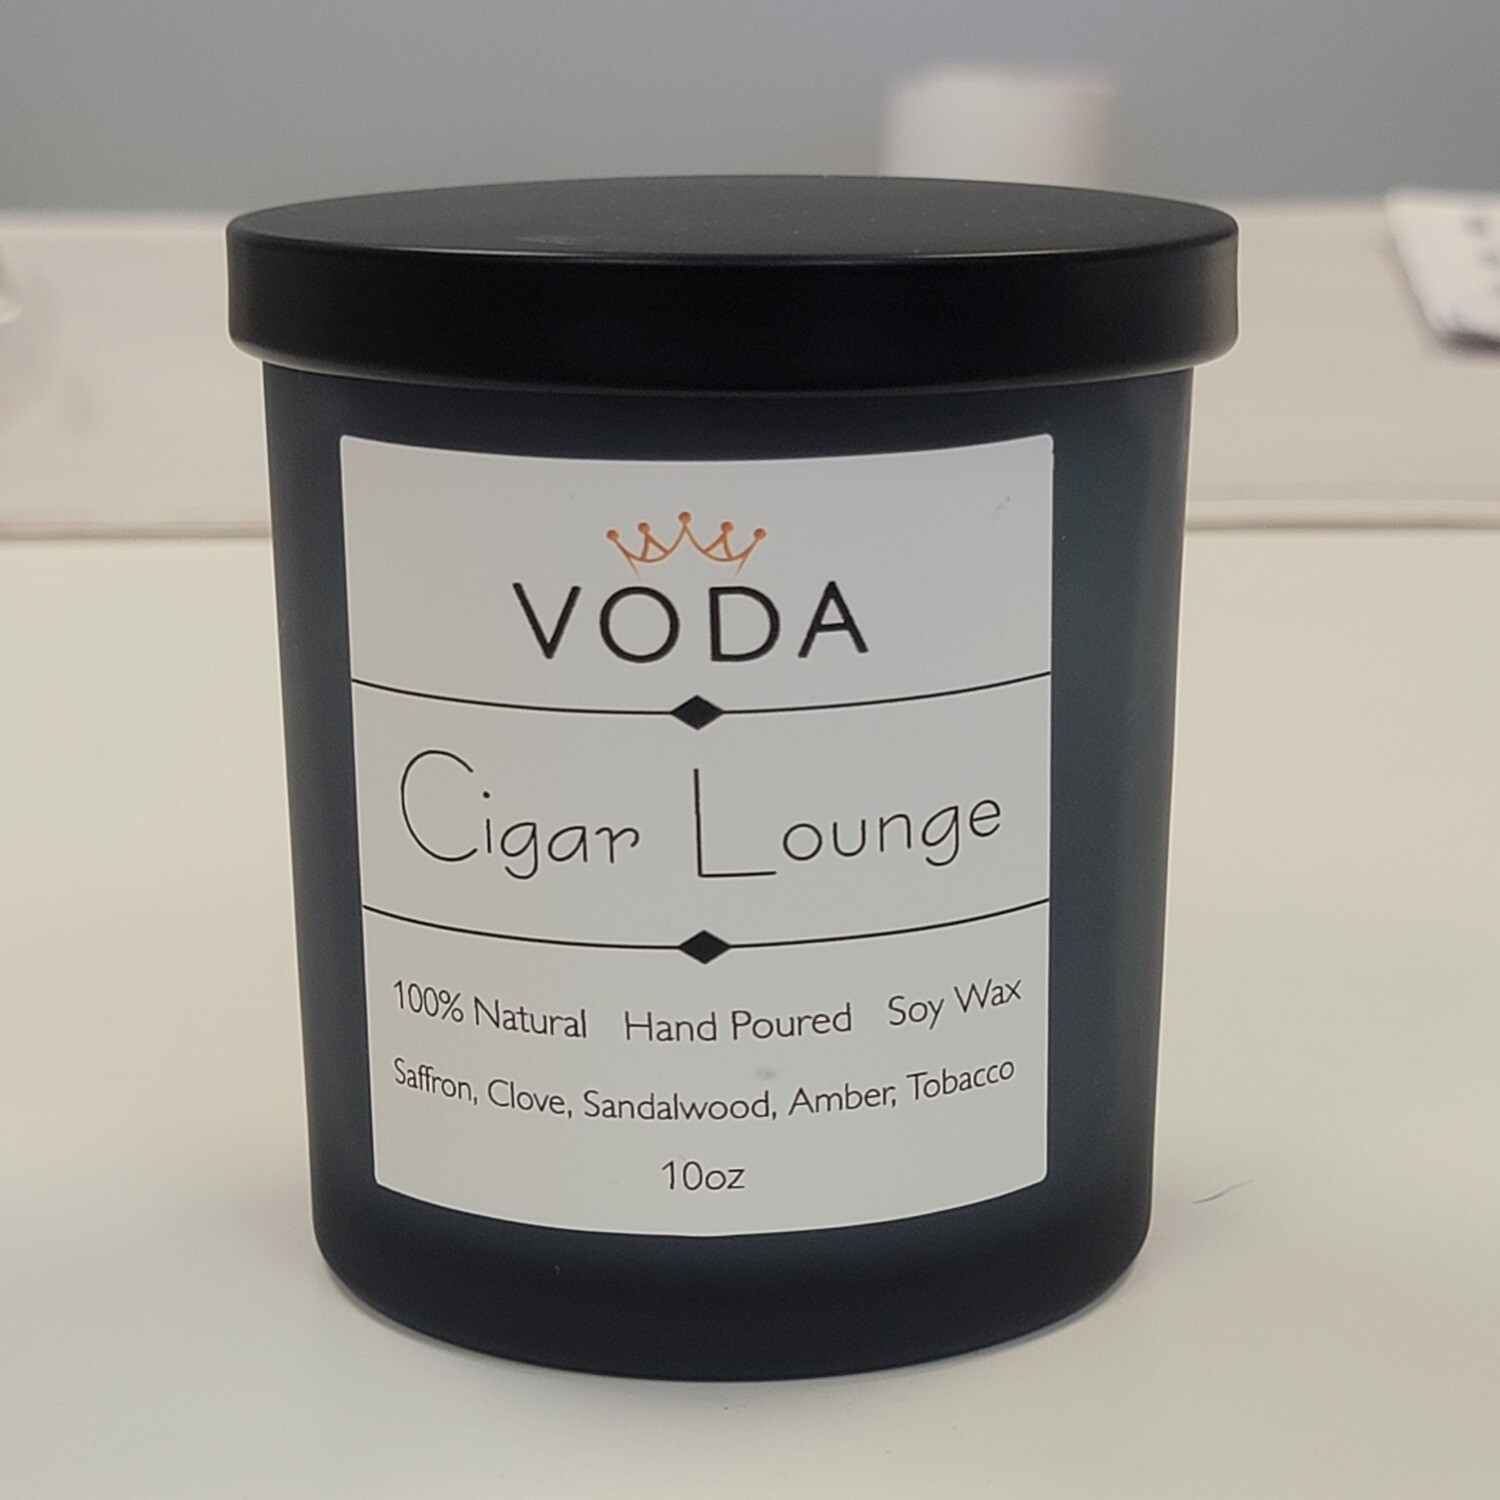 VODA
Cigar Lounge
100% Natural Hand Poured Soy Wax
Saffron, Clove, Sandalwood, Amber, Tobacco
10oz